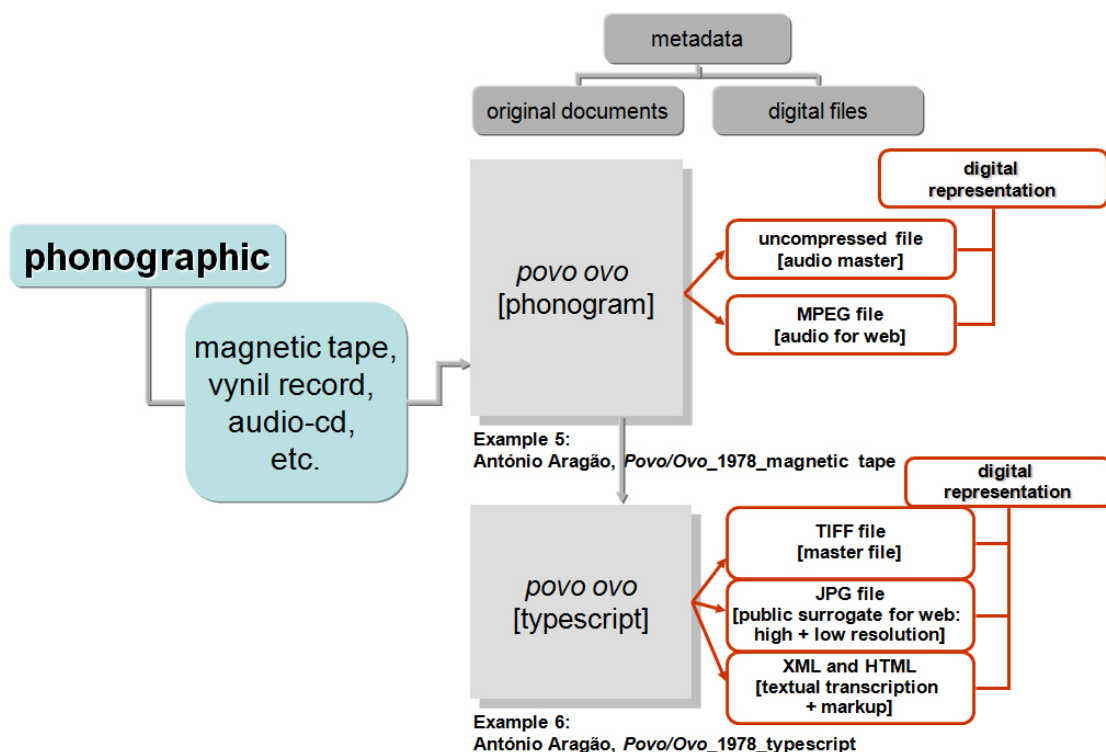 metadata
original documents
digital files
phonographic
magnetic tape,
vynil record,
audio-cd,
etc.
povo ovo
[phonogram]
digital
representation
uncompressed file
[audio master]
MPEG file
[audio for web]
Example 5:
António Aragão, Povo/Ovo_1978_magnetic tape
povo ovo
[typescript]
digital
representation
TIFF file
[master file]
JPG file
[public surrogate for web:
high + low resolution]
XML and HTML
[textual transcription
+ markup]
Example 6:
António Aragão, Povo/Ovo_1978_typescript